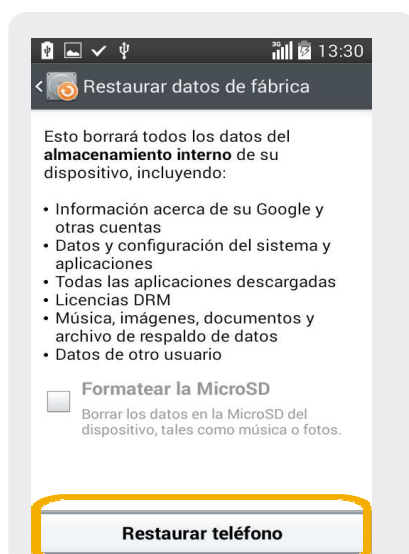 3G 13:30
Restaurar datos de fábrica
Esto borrará todos los datos del
almacenamiento interno de su
dispositivo, incluyendo:
• Información acerca de su Google y
otras cuentas
• Datos y configuración del sistema y
aplicaciones
• Todas las aplicaciones descargadas
• Licencias DRM
• Música, imágenes, documentos y
archivo de respaldo de datos
• Datos de otro usuario
Formatear la MicroSD
Borrar los datos en la MicroSD del
dispositivo, tales como música o fotos.
Restaurar teléfono